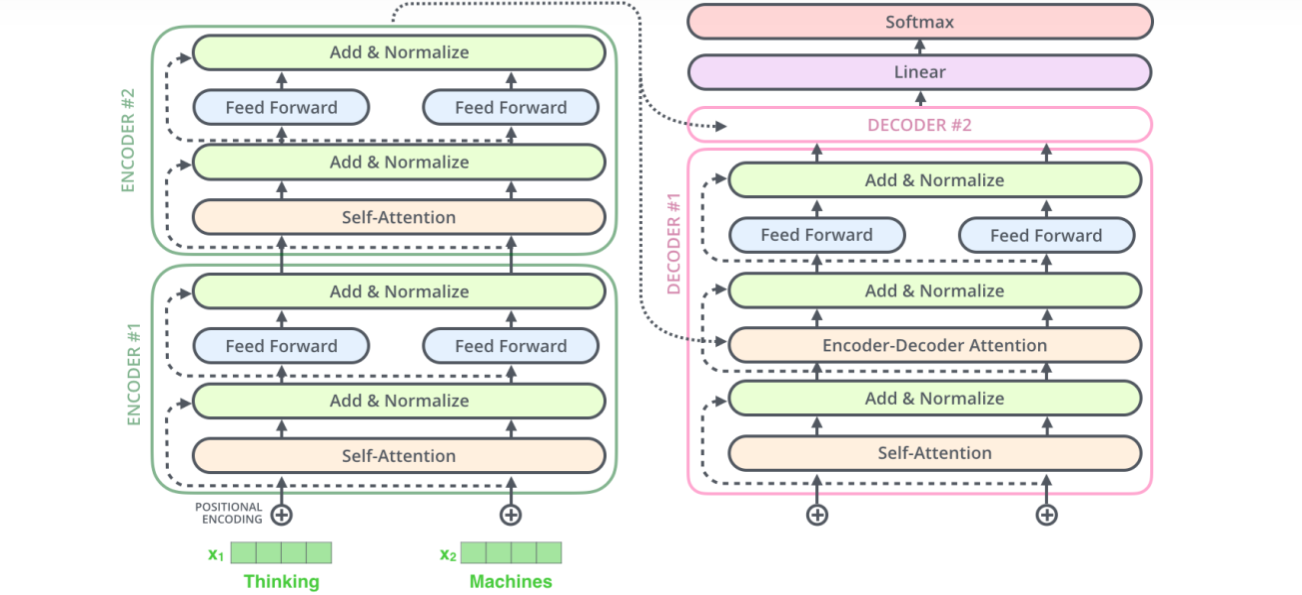 ENCODER #2
Add & Normalize
Feed Forward
Feed Forward
Add & Normalize
Self-Attention
ENCODER #1
Add & Normalize
Feed Forward
Feed Forward
Add & Normalize
Self-Attention
POSITIONAL
ENCODING
x₁
x₂
Thinking
Machines
Softmax
Linear
DECODER #2
DECODER #1
Add & Normalize
Feed Forward
Feed Forward
Add & Normalize
Encoder-Decoder Attention
Add & Normalize
Self-Attention